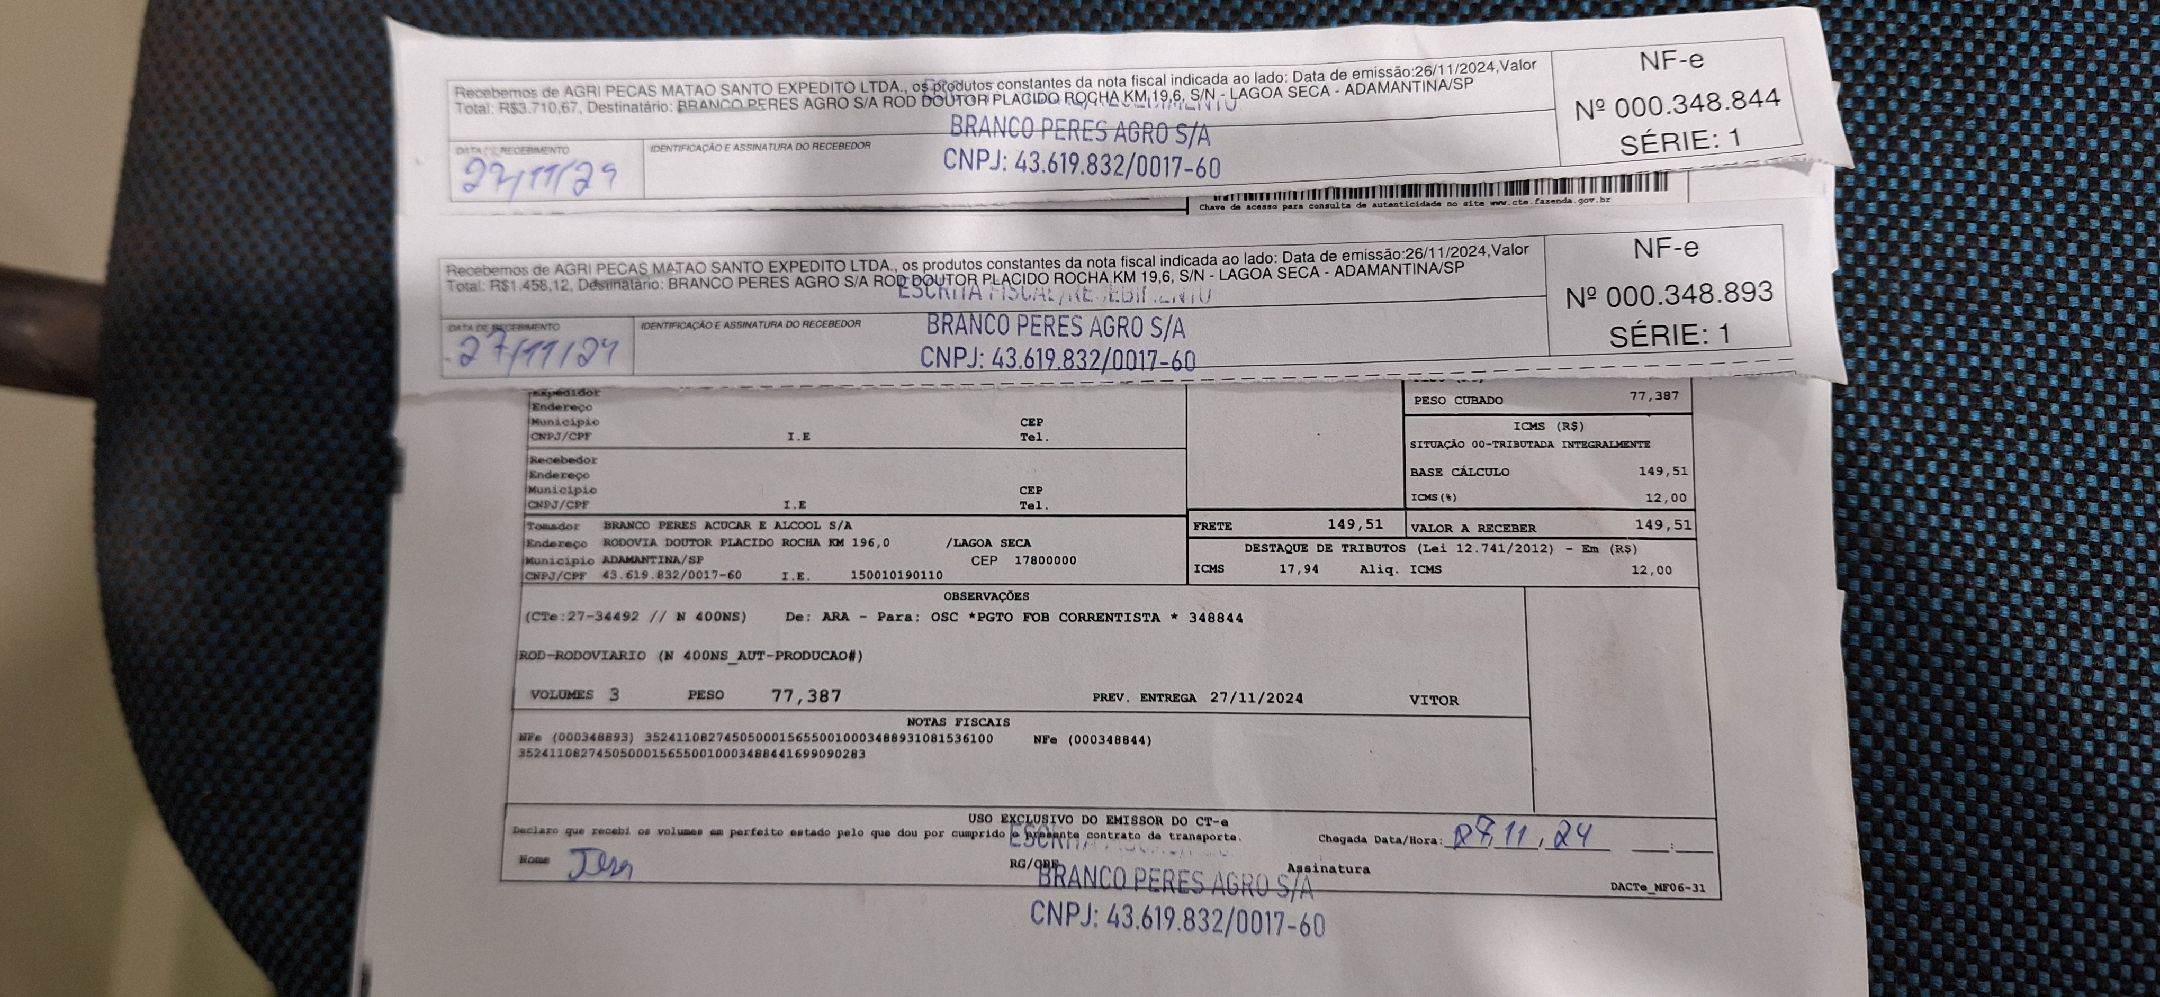 Recebemos de AGRI PECAS MATAO SANTO EXPEDITO LTDA., os produtos constantes da nota fiscal indicada ao lado: Data de emissão:26/11/2024,Valor
Total: R$3.710,67, Destinatário: BRANCO PERES AGRO S/A ROD DOUTOR PLACIDO ROCHA KM 19,6, S/N - LAGOA SECA - ADAMANTINA/SP
NF-e
Nº 000.348.844
SÉRIE: 1
DATA DE RECEBIMENTO
27/11/24
IDENTIFICAÇÃO E ASSINATURA DO RECEBEDOR
BRANCO PERES AGRO S/A
CNPJ: 43.619.832/0017-60
Chave de acesso para consulta de autenticidade no site www.cte.fazenda.gov.br
Recebemos de AGRI PECAS MATAO SANTO EXPEDITO LTDA., os produtos constantes da nota fiscal indicada ao lado: Data de emissão:26/11/2024,Valor
Total: R$1.458,12, Destinatário: BRANCO PERES AGRO S/A ROD DOUTOR PLACIDO ROCHA KM 19,6, S/N - LAGOA SECA - ADAMANTINA/SP
NF-e
Nº 000.348.893
SÉRIE: 1
ESCRITA FISCAL/RECEBIMENTO
DATA DE RECEBIMENTO
27/11/24
IDENTIFICAÇÃO E ASSINATURA DO RECEBEDOR
BRANCO PERES AGRO S/A
CNPJ: 43.619.832/0017-60
Expedidor
Endereço
Município CEP
CNPJ/CPF I.E Tel.
PESO CUBADO 77,387
ICMS (R$)
SITUAÇÃO 00-TRIBUTADA INTEGRALMENTE
BASE CÁLCULO 149,51
ICMS(%) 12,00
Recebedor
Endereço
Município CEP
CNPJ/CPF I.E Tel.
Tomador BRANCO PERES ACUCAR E ALCOOL S/A
Endereço RODOVIA DOUTOR PLACIDO ROCHA KM 196,0 /LAGOA SECA
Município ADAMANTINA/SP CEP 17800000
CNPJ/CPF 43.619.832/0017-60 I.E. 150010190110
FRETE 149,51 VALOR A RECEBER 149,51
DESTAQUE DE TRIBUTOS (Lei 12.741/2012) - Em (R$)
ICMS 17,94 Aliq. ICMS 12,00
OBSERVAÇÕES
(CTe:27-34492 // N 400NS) De: ARA - Para: OSC *PGTO FOB CORRENTISTA * 348844
ROD-RODOVIARIO (N 400NS_AUT-PRODUCAO#)
VOLUMES 3 PESO 77,387 PREV. ENTREGA 27/11/2024 VITOR
NOTAS FISCAIS
NFe (000348893) 35241108274505000156550010003488931081536100 NFe (000348844)
35241108274505000156550010003488441699090283
USO EXCLUSIVO DO EMISSOR DO CT-e
Declaro que recebi os volumes em perfeito estado pelo que dou por cumprido o presente contrato de transporte. Chegada Data/Hora: 27,11,24 __:__
Nome RG/CPF Assinatura
BRANCO PERES AGRO S/A
DACTe_MF06-31
CNPJ: 43.619.832/0017-60